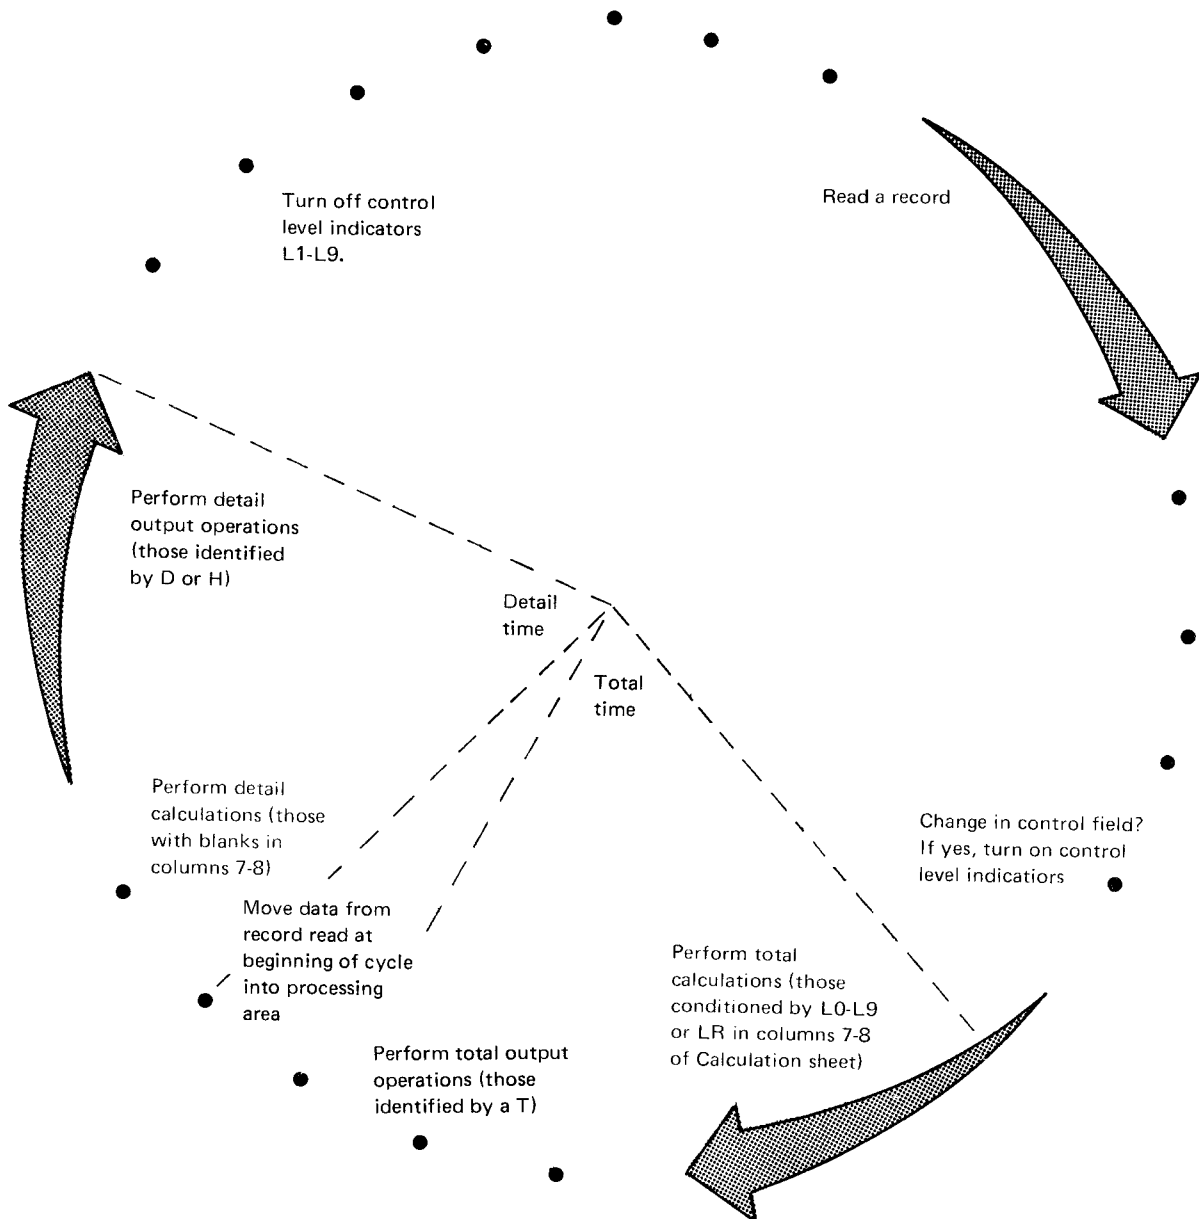 Turn off control
level indicators
L1-L9.
Read a record
Perform detail
output operations
(those identified
by D or H)
Detail
time
Total
time
Perform detail
calculations (those
with blanks in
columns 7-8)
Change in control field?
If yes, turn on control
level indicatiors
Move data from
record read at
beginning of cycle
into processing
area
Perform total
calculations (those
conditioned by L0-L9
or LR in columns 7-8
of Calculation sheet)
Perform total output
operations (those
identified by a T)